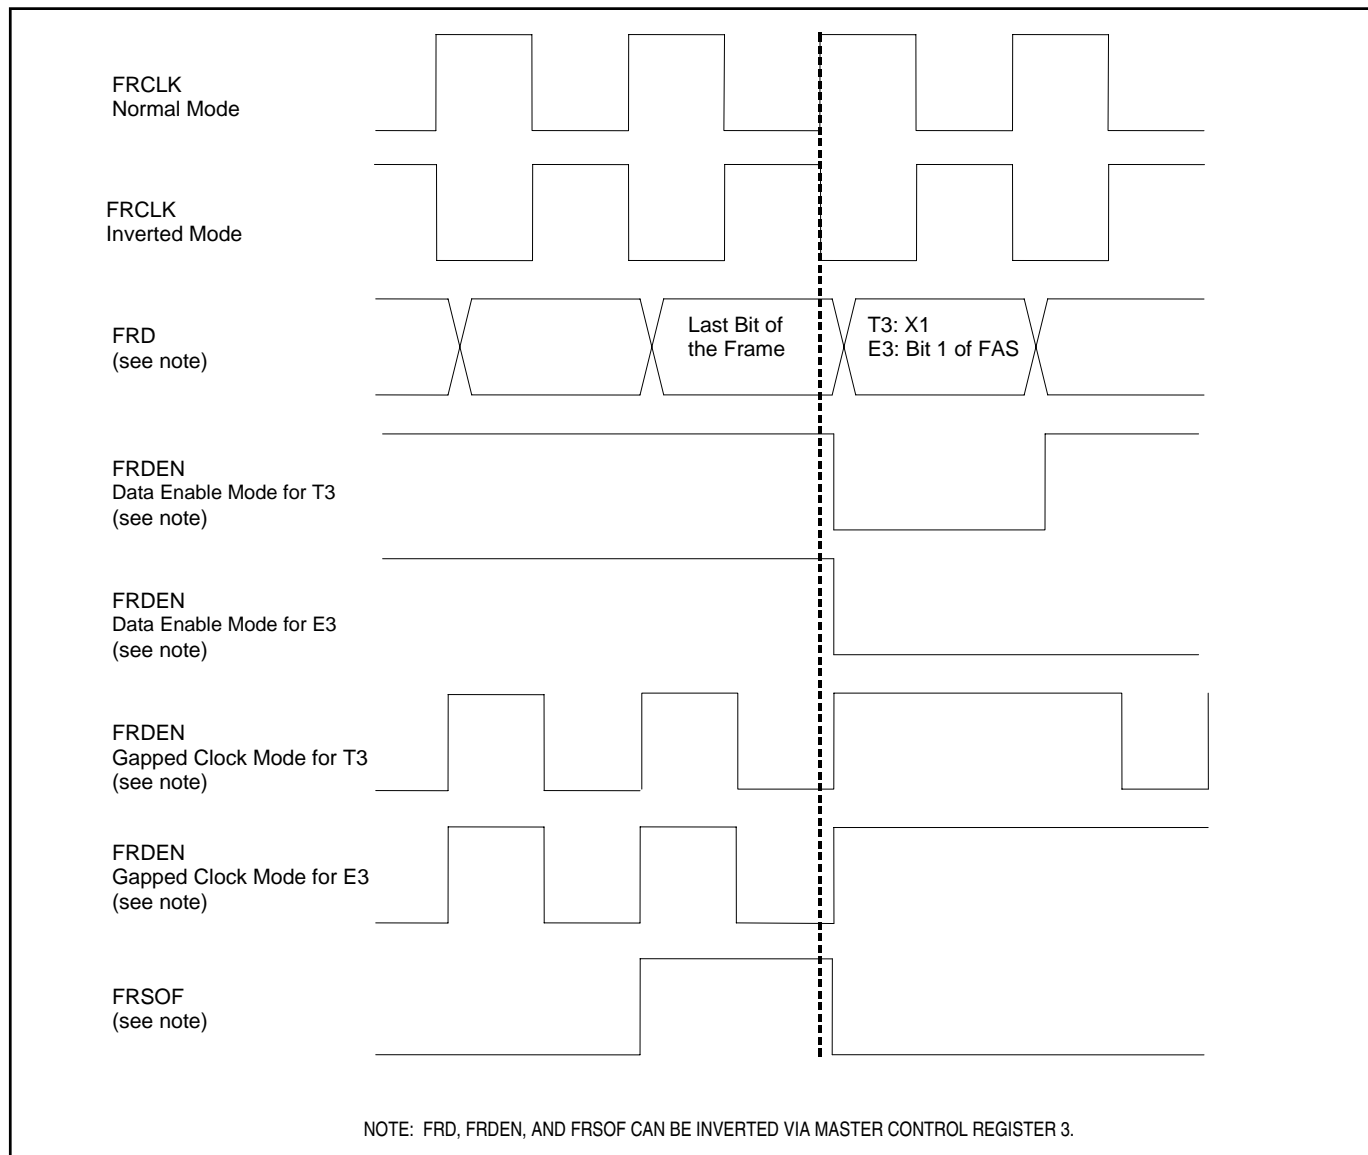 FRCLK
Normal Mode
FRCLK
Inverted Mode
FRD
(see note)
Last Bit of
the Frame
T3: X1
E3: Bit 1 of FAS
FRDEN
Data Enable Mode for T3
(see note)
FRDEN
Data Enable Mode for E3
(see note)
FRDEN
Gapped Clock Mode for T3
(see note)
FRDEN
Gapped Clock Mode for E3
(see note)
FRSOF
(see note)
NOTE: FRD, FRDEN, AND FRSOF CAN BE INVERTED VIA MASTER CONTROL REGISTER 3.